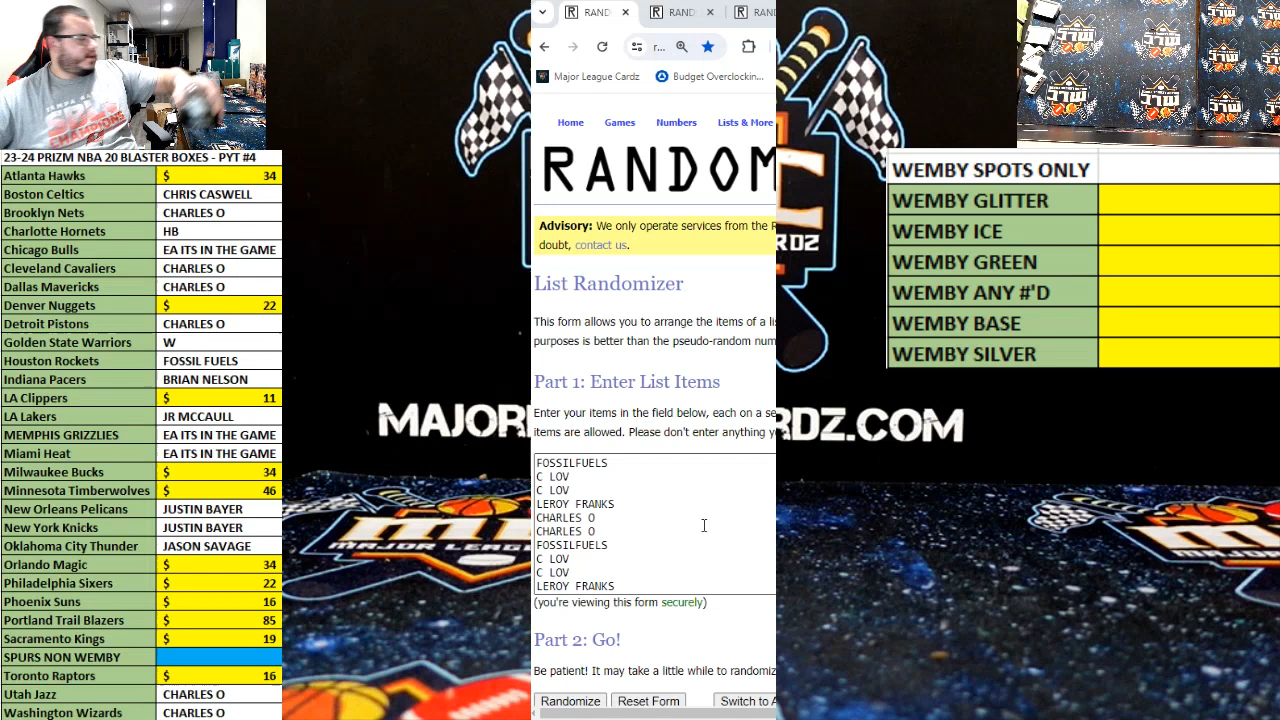 CHAMPIONS
23-24 PRIZM NBA 20 BLASTER BOXES - PYT #4
Atlanta Hawks $ 34
Boston Celtics CHRIS CASWELL
Brooklyn Nets CHARLES O
Charlotte Hornets HB
Chicago Bulls EA ITS IN THE GAME
Cleveland Cavaliers CHARLES O
Dallas Mavericks CHARLES O
Denver Nuggets $ 22
Detroit Pistons CHARLES O
Golden State Warriors W
Houston Rockets FOSSIL FUELS
Indiana Pacers BRIAN NELSON
LA Clippers $ 11
LA Lakers JR MCCAULL
MEMPHIS GRIZZLIES EA ITS IN THE GAME
Miami Heat EA ITS IN THE GAME
Milwaukee Bucks $ 34
Minnesota Timberwolves $ 46
New Orleans Pelicans JUSTIN BAYER
New York Knicks JUSTIN BAYER
Oklahoma City Thunder JASON SAVAGE
Orlando Magic $ 34
Philadelphia Sixers $ 22
Phoenix Suns $ 16
Portland Trail Blazers $ 85
Sacramento Kings $ 19
SPURS NON WEMBY
Toronto Raptors $ 16
Utah Jazz CHARLES O
Washington Wizards CHARLES O
RAND
RAND
RAND
r...
Major League Cardz Budget Overclockin...
Home Games Numbers Lists & More
RANDOM
Advisory: We only operate services from the R
doubt, contact us.
List Randomizer
This form allows you to arrange the items of a lis
purposes is better than the pseudo-random num
Part 1: Enter List Items
Enter your items in the field below, each on a se
items are allowed. Please don't enter anything y
FOSSILFUELS
C LOV
C LOV
LEROY FRANKS
CHARLES O
CHARLES O
FOSSILFUELS
C LOV
C LOV
LEROY FRANKS
(you're viewing this form securely)
Part 2: Go!
Be patient! It may take a little while to randomiz
Randomize Reset Form Switch to A
WEMBY SPOTS ONLY
WEMBY GLITTER
WEMBY ICE
WEMBY GREEN
WEMBY ANY #'D
WEMBY BASE
WEMBY SILVER
RDZ
MAJOR
RDZ.COM
MAJOR LEAGUE